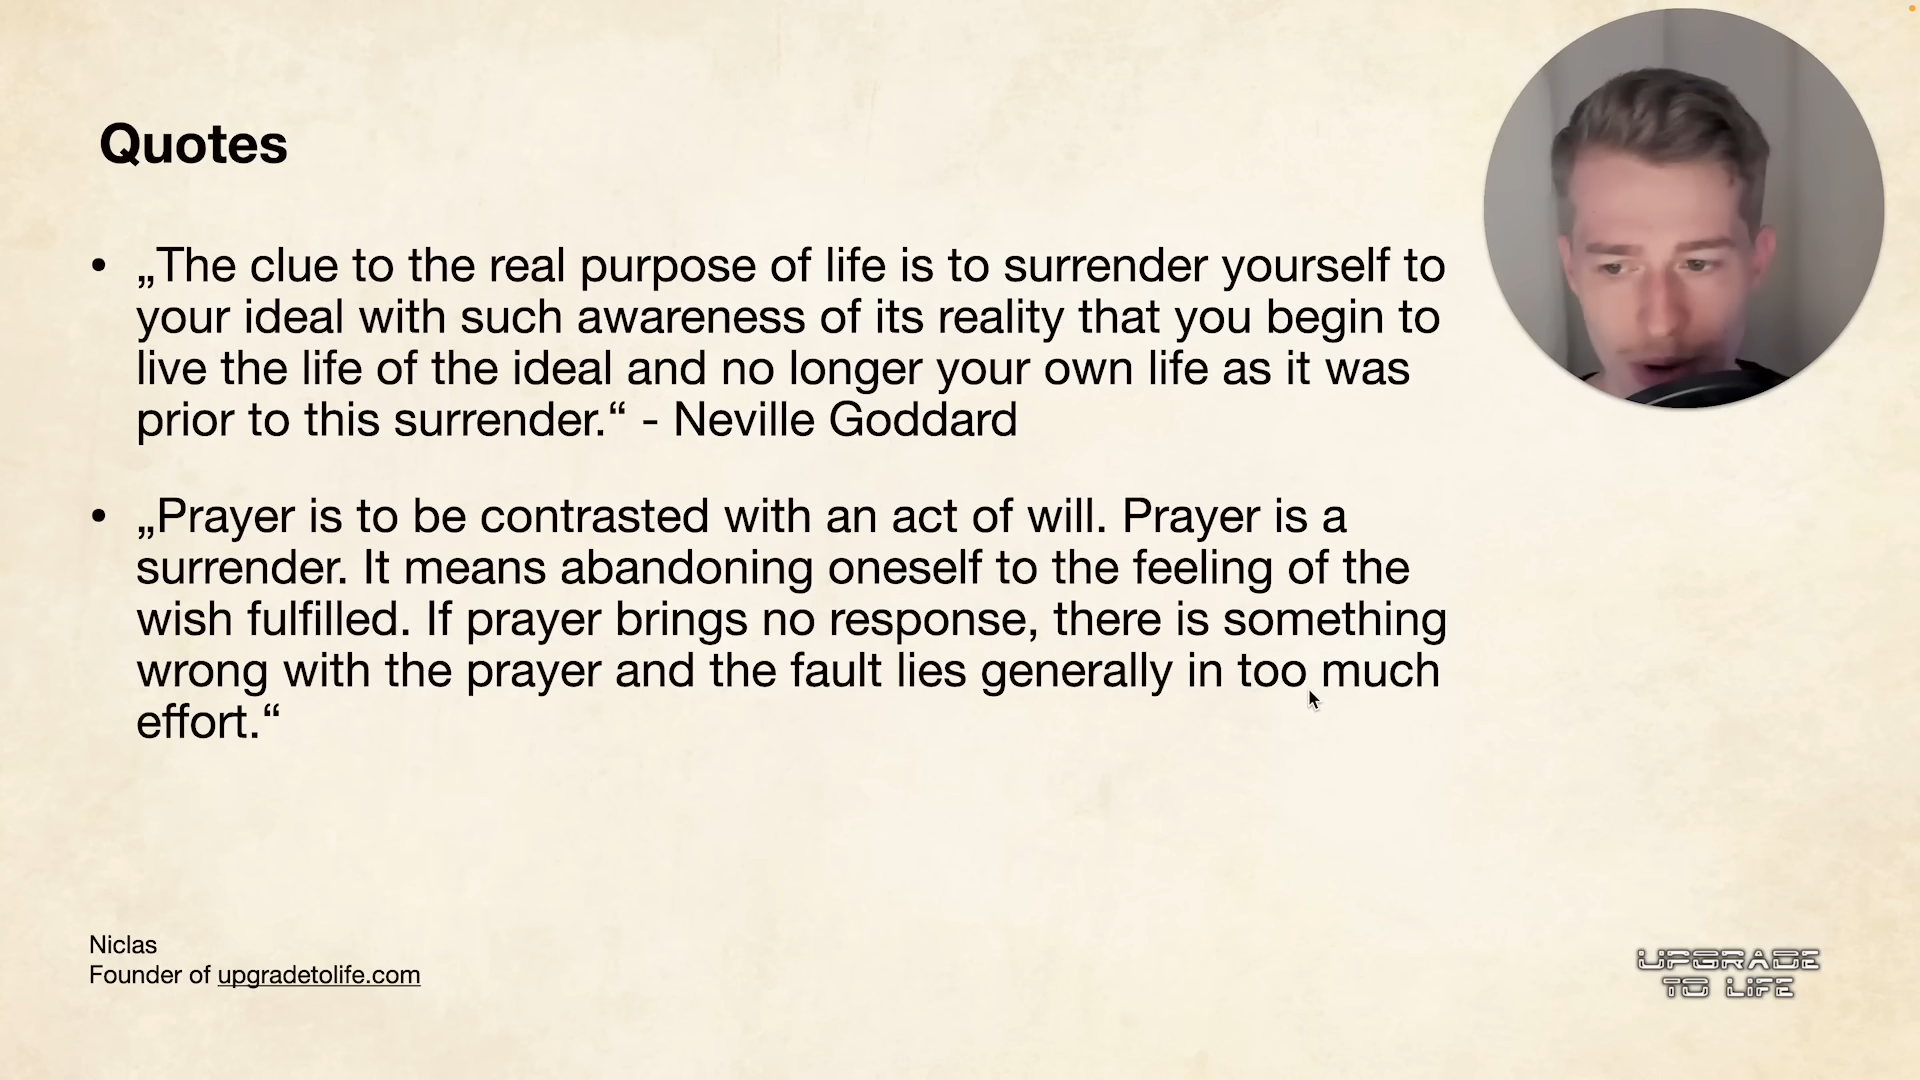 Quotes
• „The clue to the real purpose of life is to surrender yourself to
your ideal with such awareness of its reality that you begin to
live the life of the ideal and no longer your own life as it was
prior to this surrender.“ - Neville Goddard
• „Prayer is to be contrasted with an act of will. Prayer is a
surrender. It means abandoning oneself to the feeling of the
wish fulfilled. If prayer brings no response, there is something
wrong with the prayer and the fault lies generally in too much
effort.“
Niclas
Founder of upgradetolife.com
UPGRADE
TO LIFE